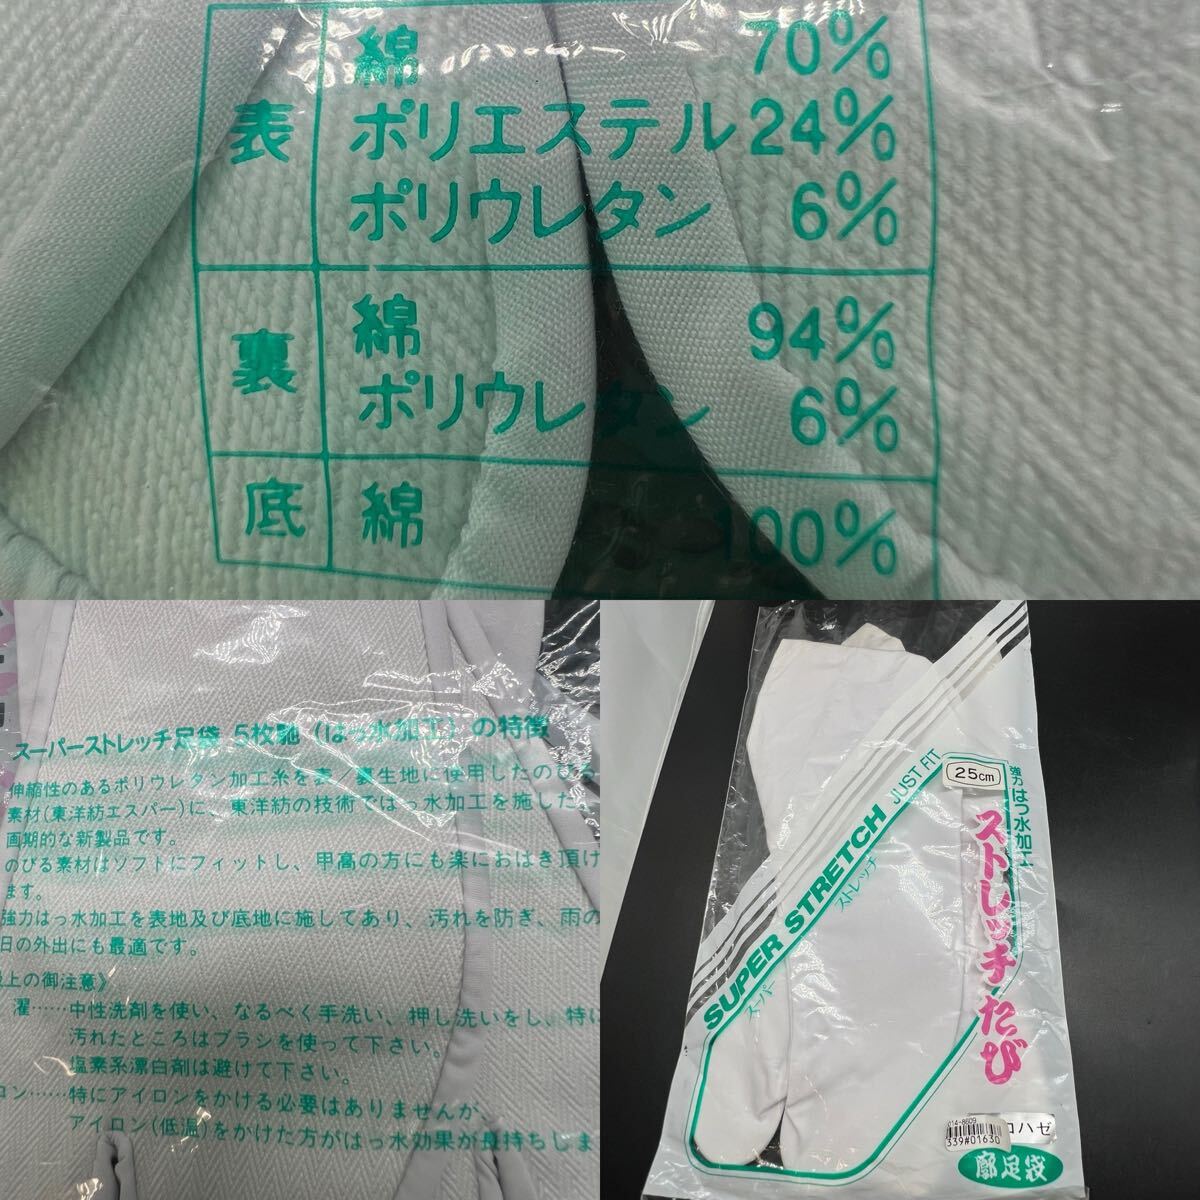 表
綿 70%
ポリエステル 24%
ポリウレタン 6%
裏
綿 94%
ポリウレタン 6%
底
綿 100%
スーパーストレッチ足袋 5枚馳（はっ水加工）の特徴
伸縮性のあるポリウレタン加工糸を表／裏生地に使用したのびる
素材（東洋紡エスパー）に、東洋紡の技術ではっ水加工を施した
画期的な新製品です。
のびる素材はソフトにフィットし、甲高の方にも楽におはき頂け
ます。
強力はっ水加工を表地及び底地に施してあり、汚れを防ぎ、雨の
日の外出にも最適です。
上の御注意》
濯……中性洗剤を使い、なるべく手洗い、押し洗いをし、特に
汚れたところはブラシを使って下さい。
塩素系漂白剤は避けて下さい。
ロン……特にアイロンをかける必要はありませんが、
アイロン（低温）をかけた方がはっ水効果が長持ちしま
SUPER STRETCH JUST FIT
スーパー ストレッチ
25cm
強力はっ水加工
ストレッチたび
014-8609
339#01630
コハゼ
廓足袋